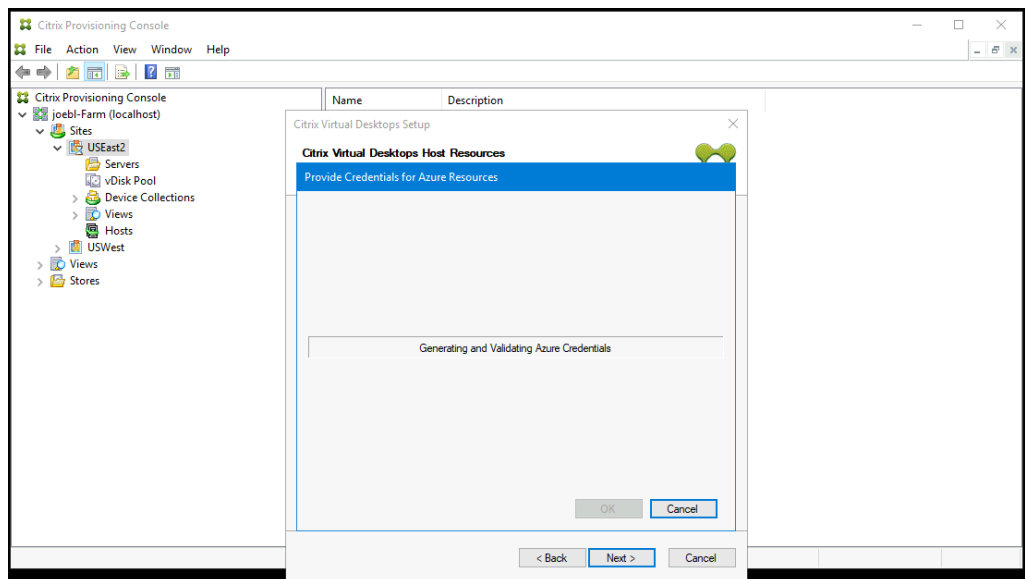 Citrix Provisioning Console
File Action View Window Help
Citrix Provisioning Console
joebl-Farm (localhost)
Sites
USEast2
Servers
vDisk Pool
Device Collections
Views
Hosts
USWest
Views
Stores
Name Description
Citrix Virtual Desktops Setup
Citrix Virtual Desktops Host Resources
Provide Credentials for Azure Resources
Generating and Validating Azure Credentials
OK Cancel
< Back Next > Cancel